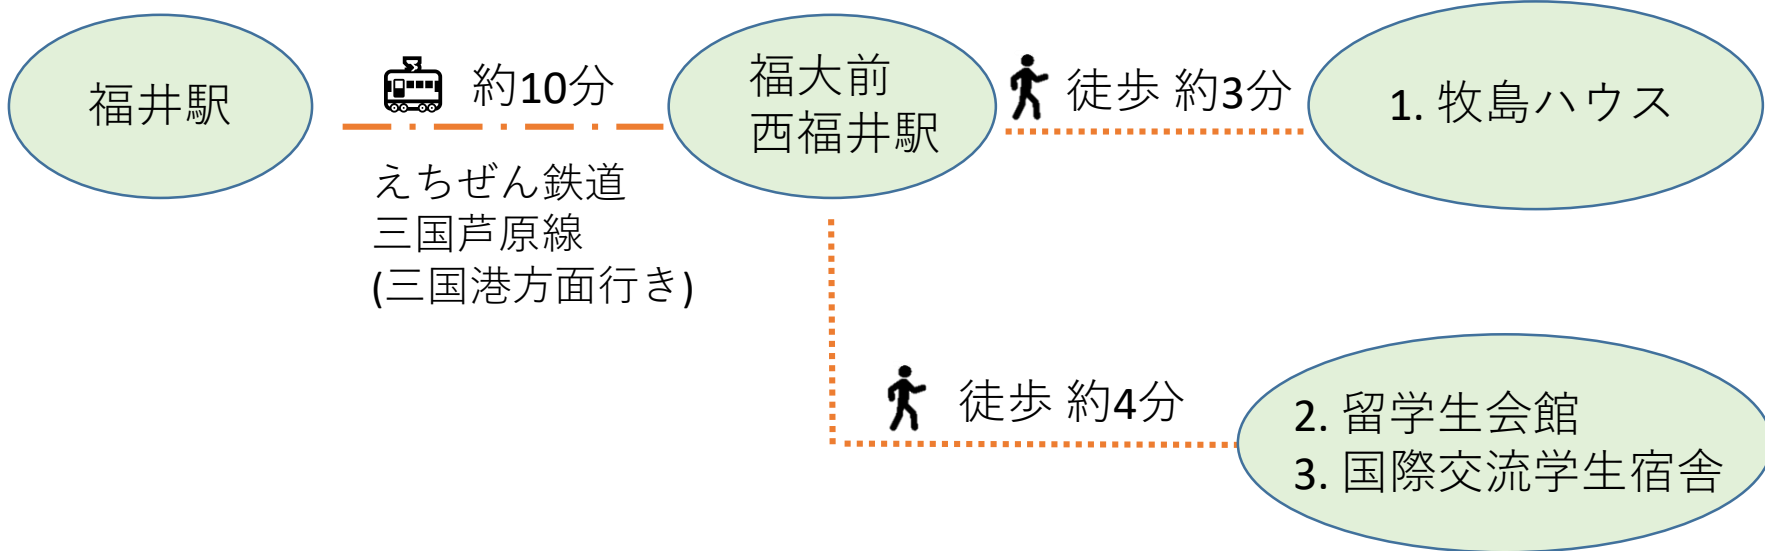 福井駅
約10分
えちぜん鉄道
三国芦原線
(三国港方面行き)
福大前
西福井駅
徒歩 約3分
1. 牧島ハウス
徒歩 約4分
2. 留学生会館
3. 国際交流学生宿舎